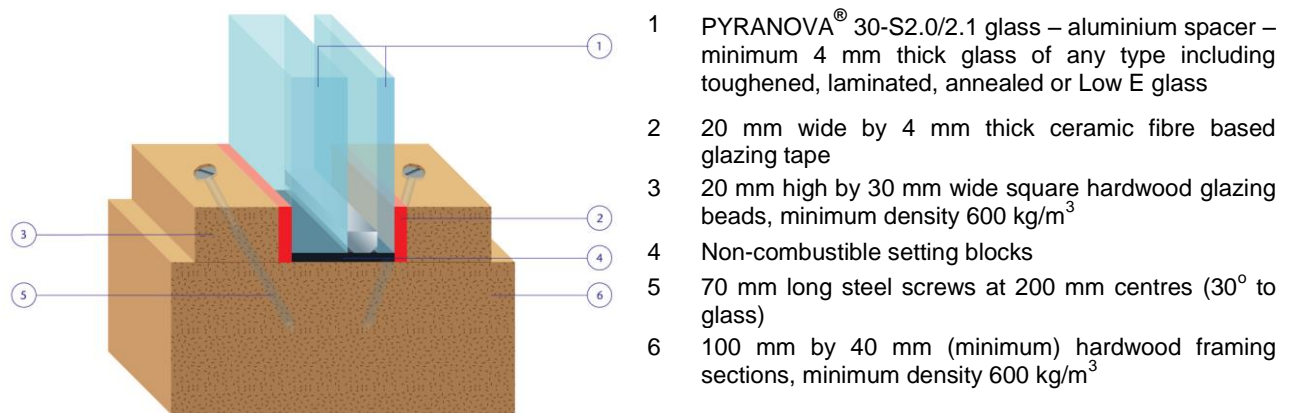 1
2
3
4
5
6
1 PYRANOVA® 30-S2.0/2.1 glass – aluminium spacer –
minimum 4 mm thick glass of any type including
toughened, laminated, annealed or Low E glass
2 20 mm wide by 4 mm thick ceramic fibre based
glazing tape
3 20 mm high by 30 mm wide square hardwood glazing
beads, minimum density 600 kg/m³
4 Non-combustible setting blocks
5 70 mm long steel screws at 200 mm centres (30° to
glass)
6 100 mm by 40 mm (minimum) hardwood framing
sections, minimum density 600 kg/m³